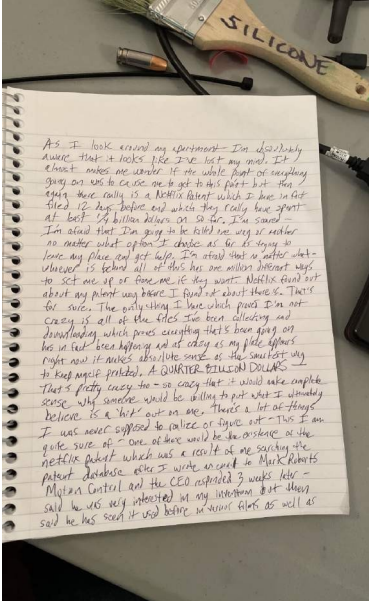 SILICONE
As I look around my apartment I'm absolutely
aware that it looks like I've lost my mind. It
almost makes me wonder if the whole point of everything
going on was to cause me to get to this point but then
again there really is a Netflix Patent which I have in fact
filed 12 days before and which they really have spent
at least 1/4 billion dollars on so far. I'm scared -
I'm afraid that I'm going to be killed one way or another
no matter what option I choose as far as trying to
leave my place and get help. I'm afraid that no matter what -
whoever is behind all of this has one million different ways
to set me up or frame me if they want. Netflix found out
about my patent way before I found out about theirs. That's
for sure. The only thing I have which proves I'm not
crazy is all of the files I've been collecting and
downloading which proves everything that's been going on
has in fact been happening and as crazy as my place appears
right now it makes absolute sense as the smartest way
to keep myself protected. A QUARTER BILLION DOLLARS
That's pretty crazy too - so crazy that it would make complete
sense why someone would be willing to put what I ultimately
believe is a 'hit' out on me. There's a lot of things
I was never supposed to realize or figure out - This I am
quite sure of - one of those would be the existence of the
netflix patent which was a result of me searching the
patent database after I wrote an email to Mark Roberts
Motion Control and the CEO responded 3 weeks later -
said he was very interested in my invention but then
said he has seen it used before in various films as well as